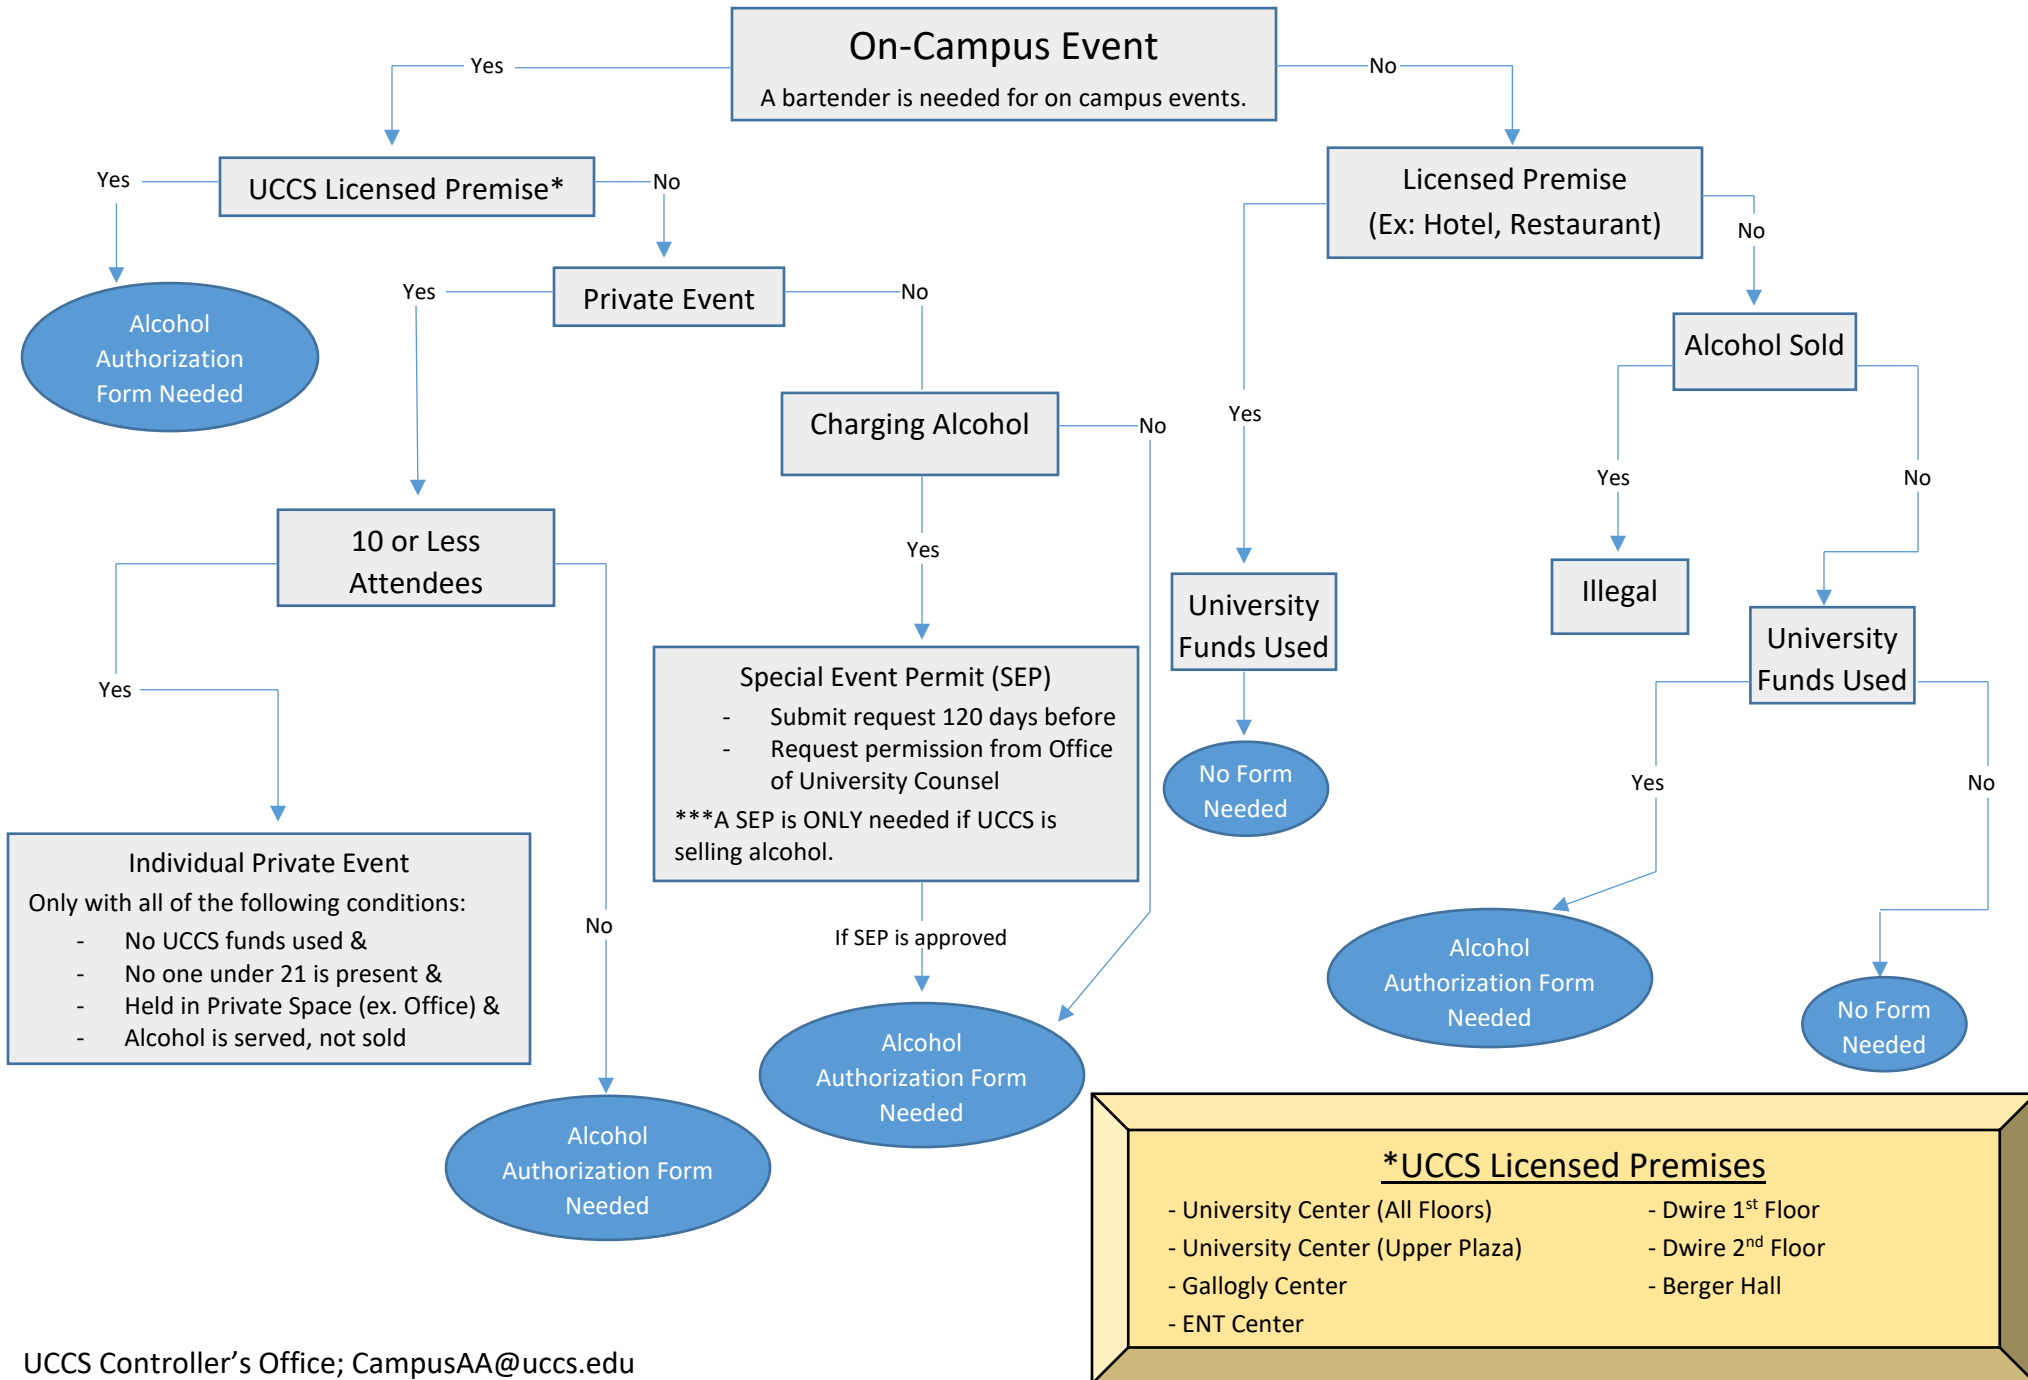 On-Campus Event
A bartender is needed for on campus events.
Yes
No
UCCS Licensed Premise*
Yes
No
Licensed Premise
(Ex: Hotel, Restaurant)
No
Private Event
Yes
No
Alcohol
Authorization
Form Needed
Alcohol Sold
Charging Alcohol
No
Yes
Yes
No
10 or Less
Attendees
Yes
Illegal
University
Funds Used
University
Funds Used
Yes
Special Event Permit (SEP)
- Submit request 120 days before
- Request permission from Office
of University Counsel
***A SEP is ONLY needed if UCCS is
selling alcohol.
No Form
Needed
Yes
No
Individual Private Event
Only with all of the following conditions:
- No UCCS funds used &
- No one under 21 is present &
- Held in Private Space (ex. Office) &
- Alcohol is served, not sold
No
If SEP is approved
Alcohol
Authorization Form
Needed
No Form
Needed
Alcohol
Authorization Form
Needed
Alcohol
Authorization Form
Needed
*UCCS Licensed Premises
- University Center (All Floors)
- University Center (Upper Plaza)
- Gallogly Center
- ENT Center
- Dwire 1st Floor
- Dwire 2nd Floor
- Berger Hall
UCCS Controller's Office; CampusAA@uccs.edu